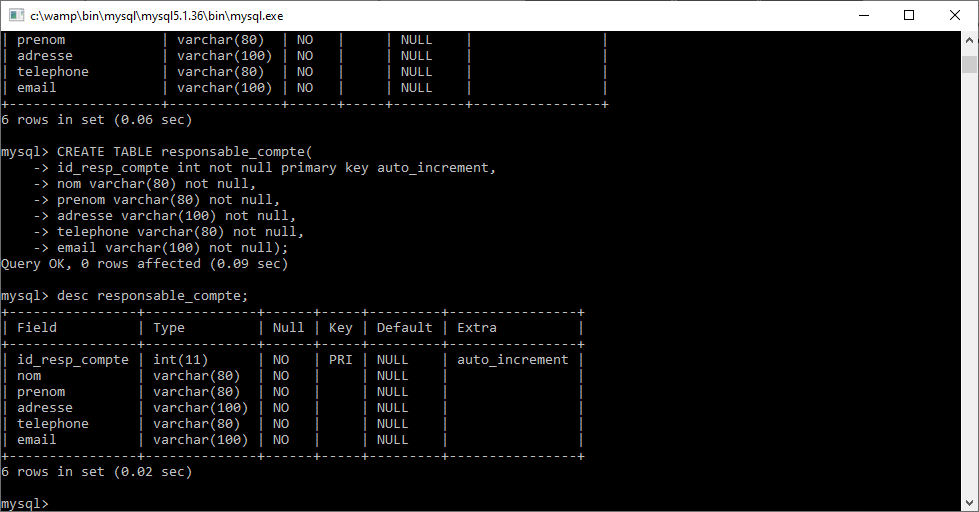 c:\wamp\bin\mysql\mysql5.1.36\bin\mysql.exe
| prenom            | varchar(80)  | NO   |     | NULL    |                |
| adresse           | varchar(100) | NO   |     | NULL    |                |
| telephone         | varchar(80)  | NO   |     | NULL    |                |
| email             | varchar(100) | NO   |     | NULL    |                |
+-------------------+--------------+------+-----+---------+----------------+
6 rows in set (0.06 sec)

mysql> CREATE TABLE responsable_compte(
    -> id_resp_compte int not null primary key auto_increment,
    -> nom varchar(80) not null,
    -> prenom varchar(80) not null,
    -> adresse varchar(100) not null,
    -> telephone varchar(80) not null,
    -> email varchar(100) not null);
Query OK, 0 rows affected (0.09 sec)

mysql> desc responsable_compte;
+----------------+--------------+------+-----+---------+----------------+
| Field          | Type         | Null | Key | Default | Extra          |
+----------------+--------------+------+-----+---------+----------------+
| id_resp_compte | int(11)      | NO   | PRI | NULL    | auto_increment |
| nom            | varchar(80)  | NO   |     | NULL    |                |
| prenom         | varchar(80)  | NO   |     | NULL    |                |
| adresse        | varchar(100) | NO   |     | NULL    |                |
| telephone      | varchar(80)  | NO   |     | NULL    |                |
| email          | varchar(100) | NO   |     | NULL    |                |
+----------------+--------------+------+-----+---------+----------------+
6 rows in set (0.02 sec)

mysql>